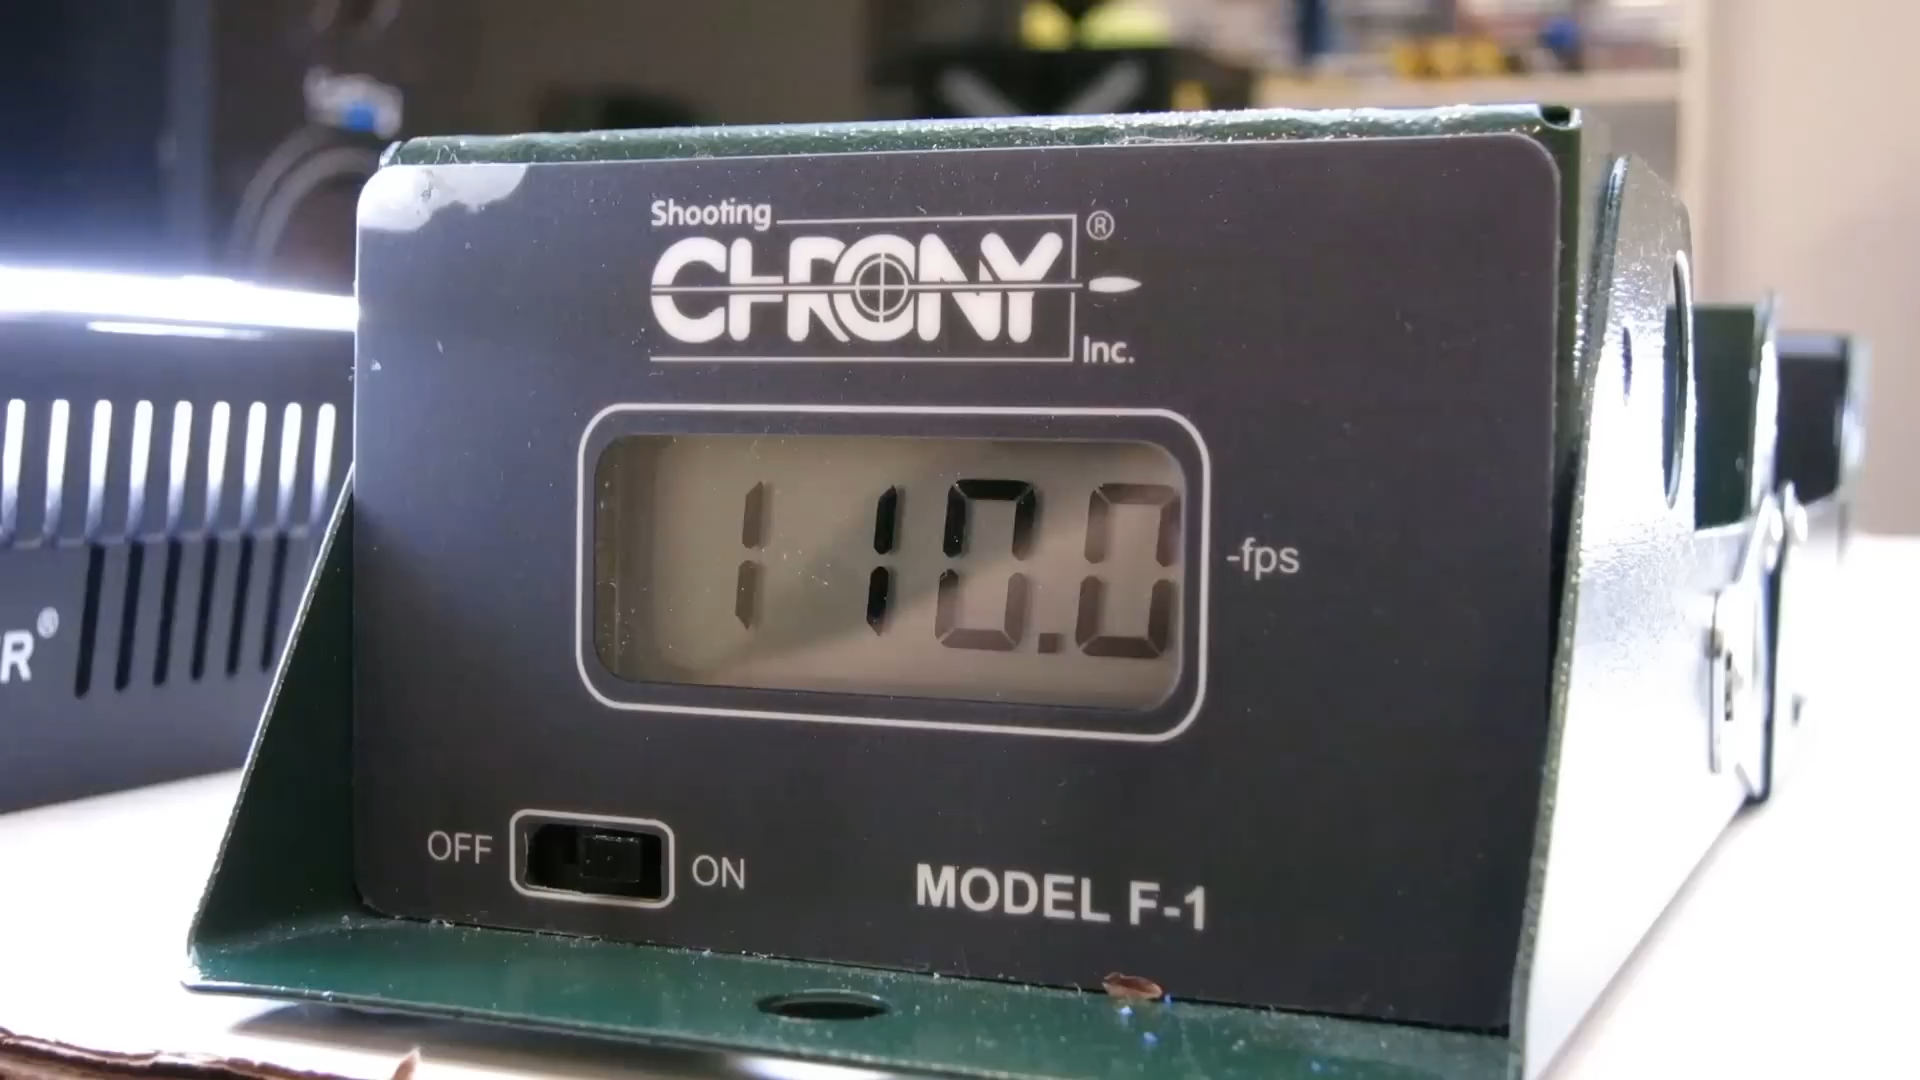 Shooting
CHRONY ®
Inc.
110.0
-fps
OFF
ON
MODEL F-1
R®